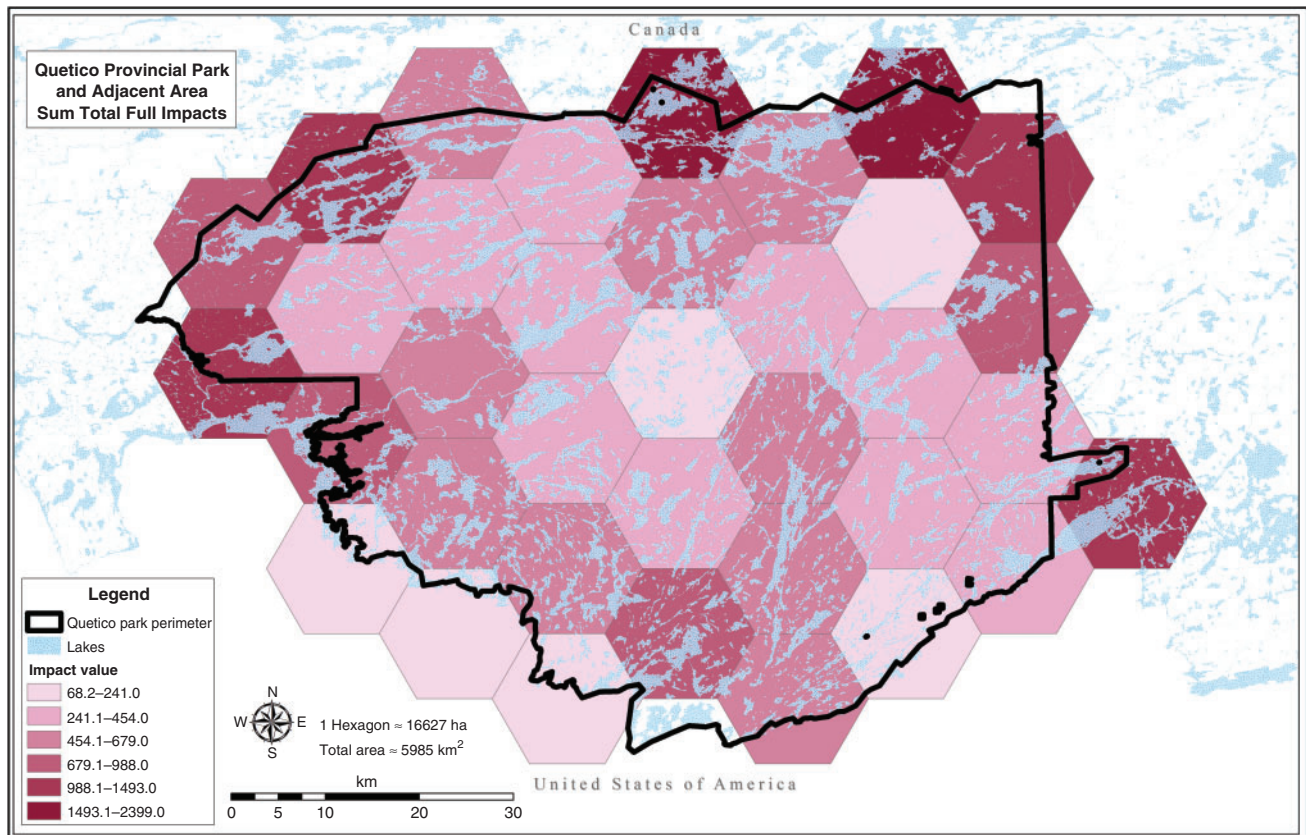 Canada
Quetico Provincial Park
and Adjacent Area
Sum Total Full Impacts
Legend
Quetico park perimeter
Lakes
Impact value
68.2–241.0
241.1–454.0
454.1–679.0
679.1–988.0
988.1–1493.0
1493.1–2399.0
N
W E
S
1 Hexagon ≈ 16627 ha
Total area ≈ 5985 km²
km
0 5 10 20 30
United States of America